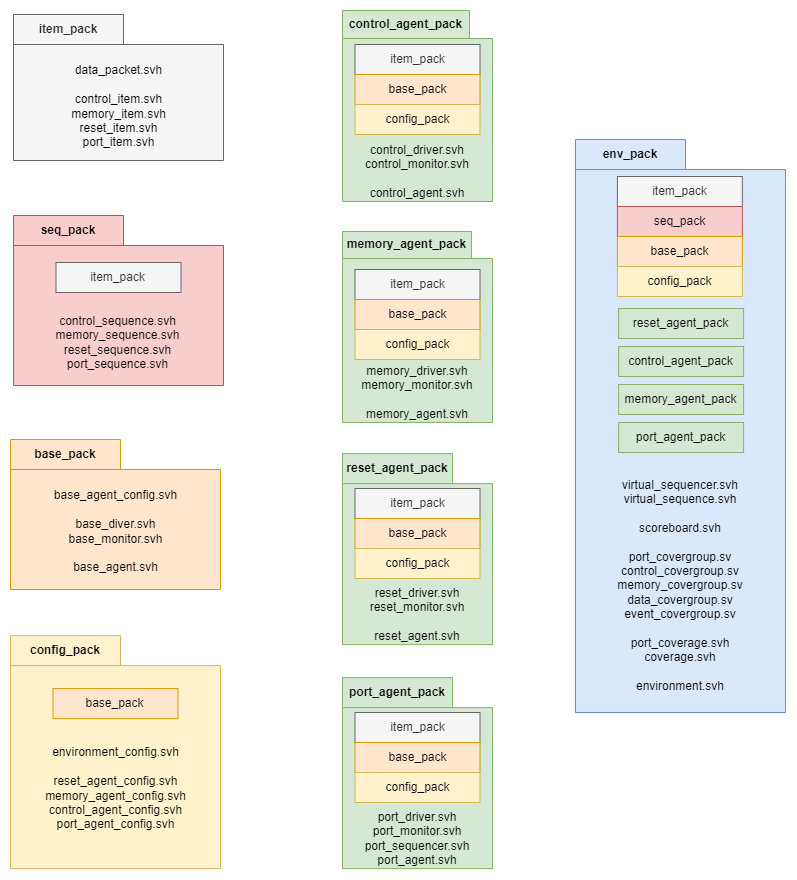 item_pack
data_packet.svh
control_item.svh
memory_item.svh
reset_item.svh
port_item.svh
seq_pack
item_pack
control_sequence.svh
memory_sequence.svh
reset_sequence.svh
port_sequence.svh
base_pack
base_agent_config.svh
base_diver.svh
base_monitor.svh
base_agent.svh
config_pack
base_pack
environment_config.svh
reset_agent_config.svh
memory_agent_config.svh
control_agent_config.svh
port_agent_config.svh
control_agent_pack
item_pack
base_pack
config_pack
control_driver.svh
control_monitor.svh
control_agent.svh
memory_agent_pack
item_pack
base_pack
config_pack
memory_driver.svh
memory_monitor.svh
memory_agent.svh
reset_agent_pack
item_pack
base_pack
config_pack
reset_driver.svh
reset_monitor.svh
reset_agent.svh
port_agent_pack
item_pack
base_pack
config_pack
port_driver.svh
port_monitor.svh
port_sequencer.svh
port_agent.svh
env_pack
item_pack
seq_pack
base_pack
config_pack
reset_agent_pack
control_agent_pack
memory_agent_pack
port_agent_pack
virtual_sequencer.svh
virtual_sequence.svh
scoreboard.svh
port_covergroup.sv
control_covergroup.sv
memory_covergroup.sv
data_covergroup.sv
event_covergroup.sv
port_coverage.svh
coverage.svh
environment.svh